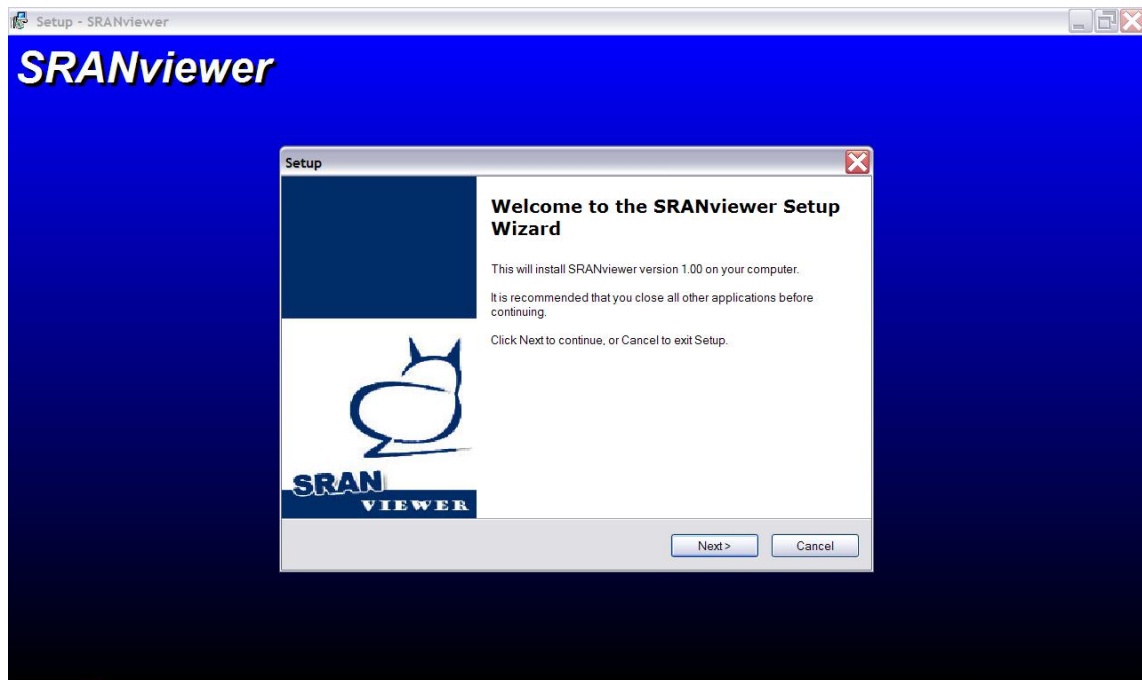 Setup - SRANviewer
SRANviewer
Setup
Welcome to the SRANviewer Setup
Wizard
This will install SRANviewer version 1.00 on your computer.
It is recommended that you close all other applications before
continuing.
Click Next to continue, or Cancel to exit Setup.
SRAN
VIEWER
Next >
Cancel